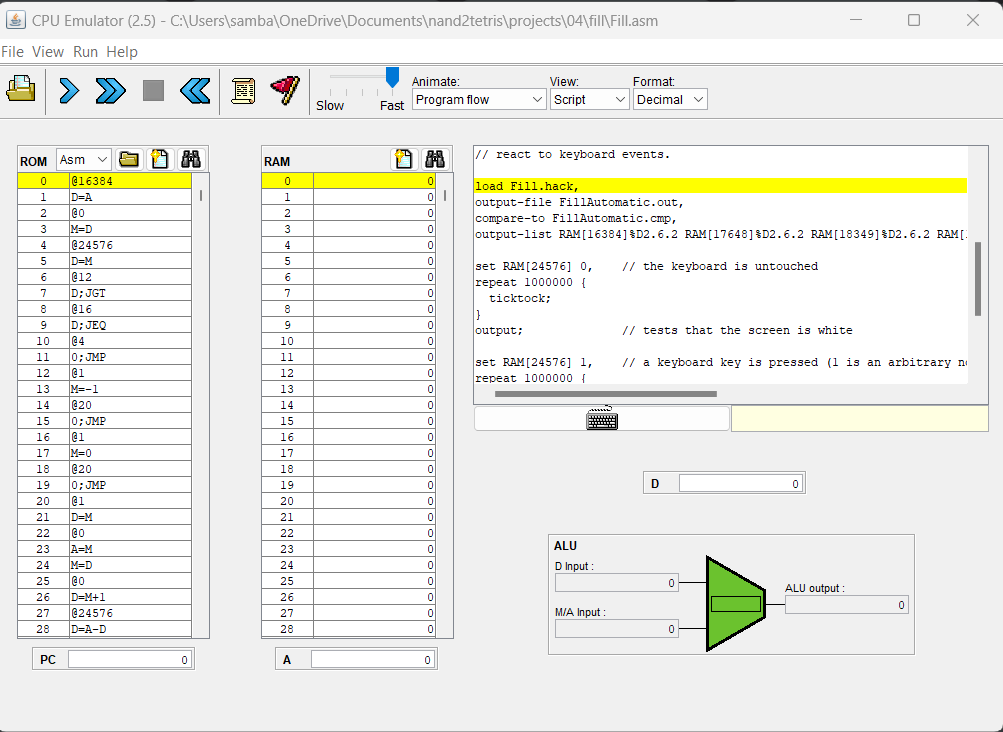 CPU Emulator (2.5) - C:\Users\samba\OneDrive\Documents\nand2tetris\projects\04\fill\Fill.asm
File View Run Help
Slow Fast
Animate:
Program flow
View:
Script
Format:
Decimal
ROM Asm
0 @16384
1 D=A
2 @0
3 M=D
4 @24576
5 D=M
6 @12
7 D;JGT
8 @16
9 D;JEQ
10 @4
11 0;JMP
12 @1
13 M=-1
14 @20
15 0;JMP
16 @1
17 M=0
18 @20
19 0;JMP
20 @1
21 D=M
22 @0
23 A=M
24 M=D
25 @0
26 D=M+1
27 @24576
28 D=A-D
PC 0
RAM
0 0
1 0
2 0
3 0
4 0
5 0
6 0
7 0
8 0
9 0
10 0
11 0
12 0
13 0
14 0
15 0
16 0
17 0
18 0
19 0
20 0
21 0
22 0
23 0
24 0
25 0
26 0
27 0
28 0
A 0
// react to keyboard events.
load Fill.hack,
output-file FillAutomatic.out,
compare-to FillAutomatic.cmp,
output-list RAM[16384]%D2.6.2 RAM[17648]%D2.6.2 RAM[18349]%D2.6.2 RAM[
set RAM[24576] 0, // the keyboard is untouched
repeat 1000000 {
ticktock;
}
output; // tests that the screen is white
set RAM[24576] 1, // a keyboard key is pressed (1 is an arbitrary
repeat 1000000 {
D 0
ALU
D Input :
0
M/A Input :
0
ALU output :
0